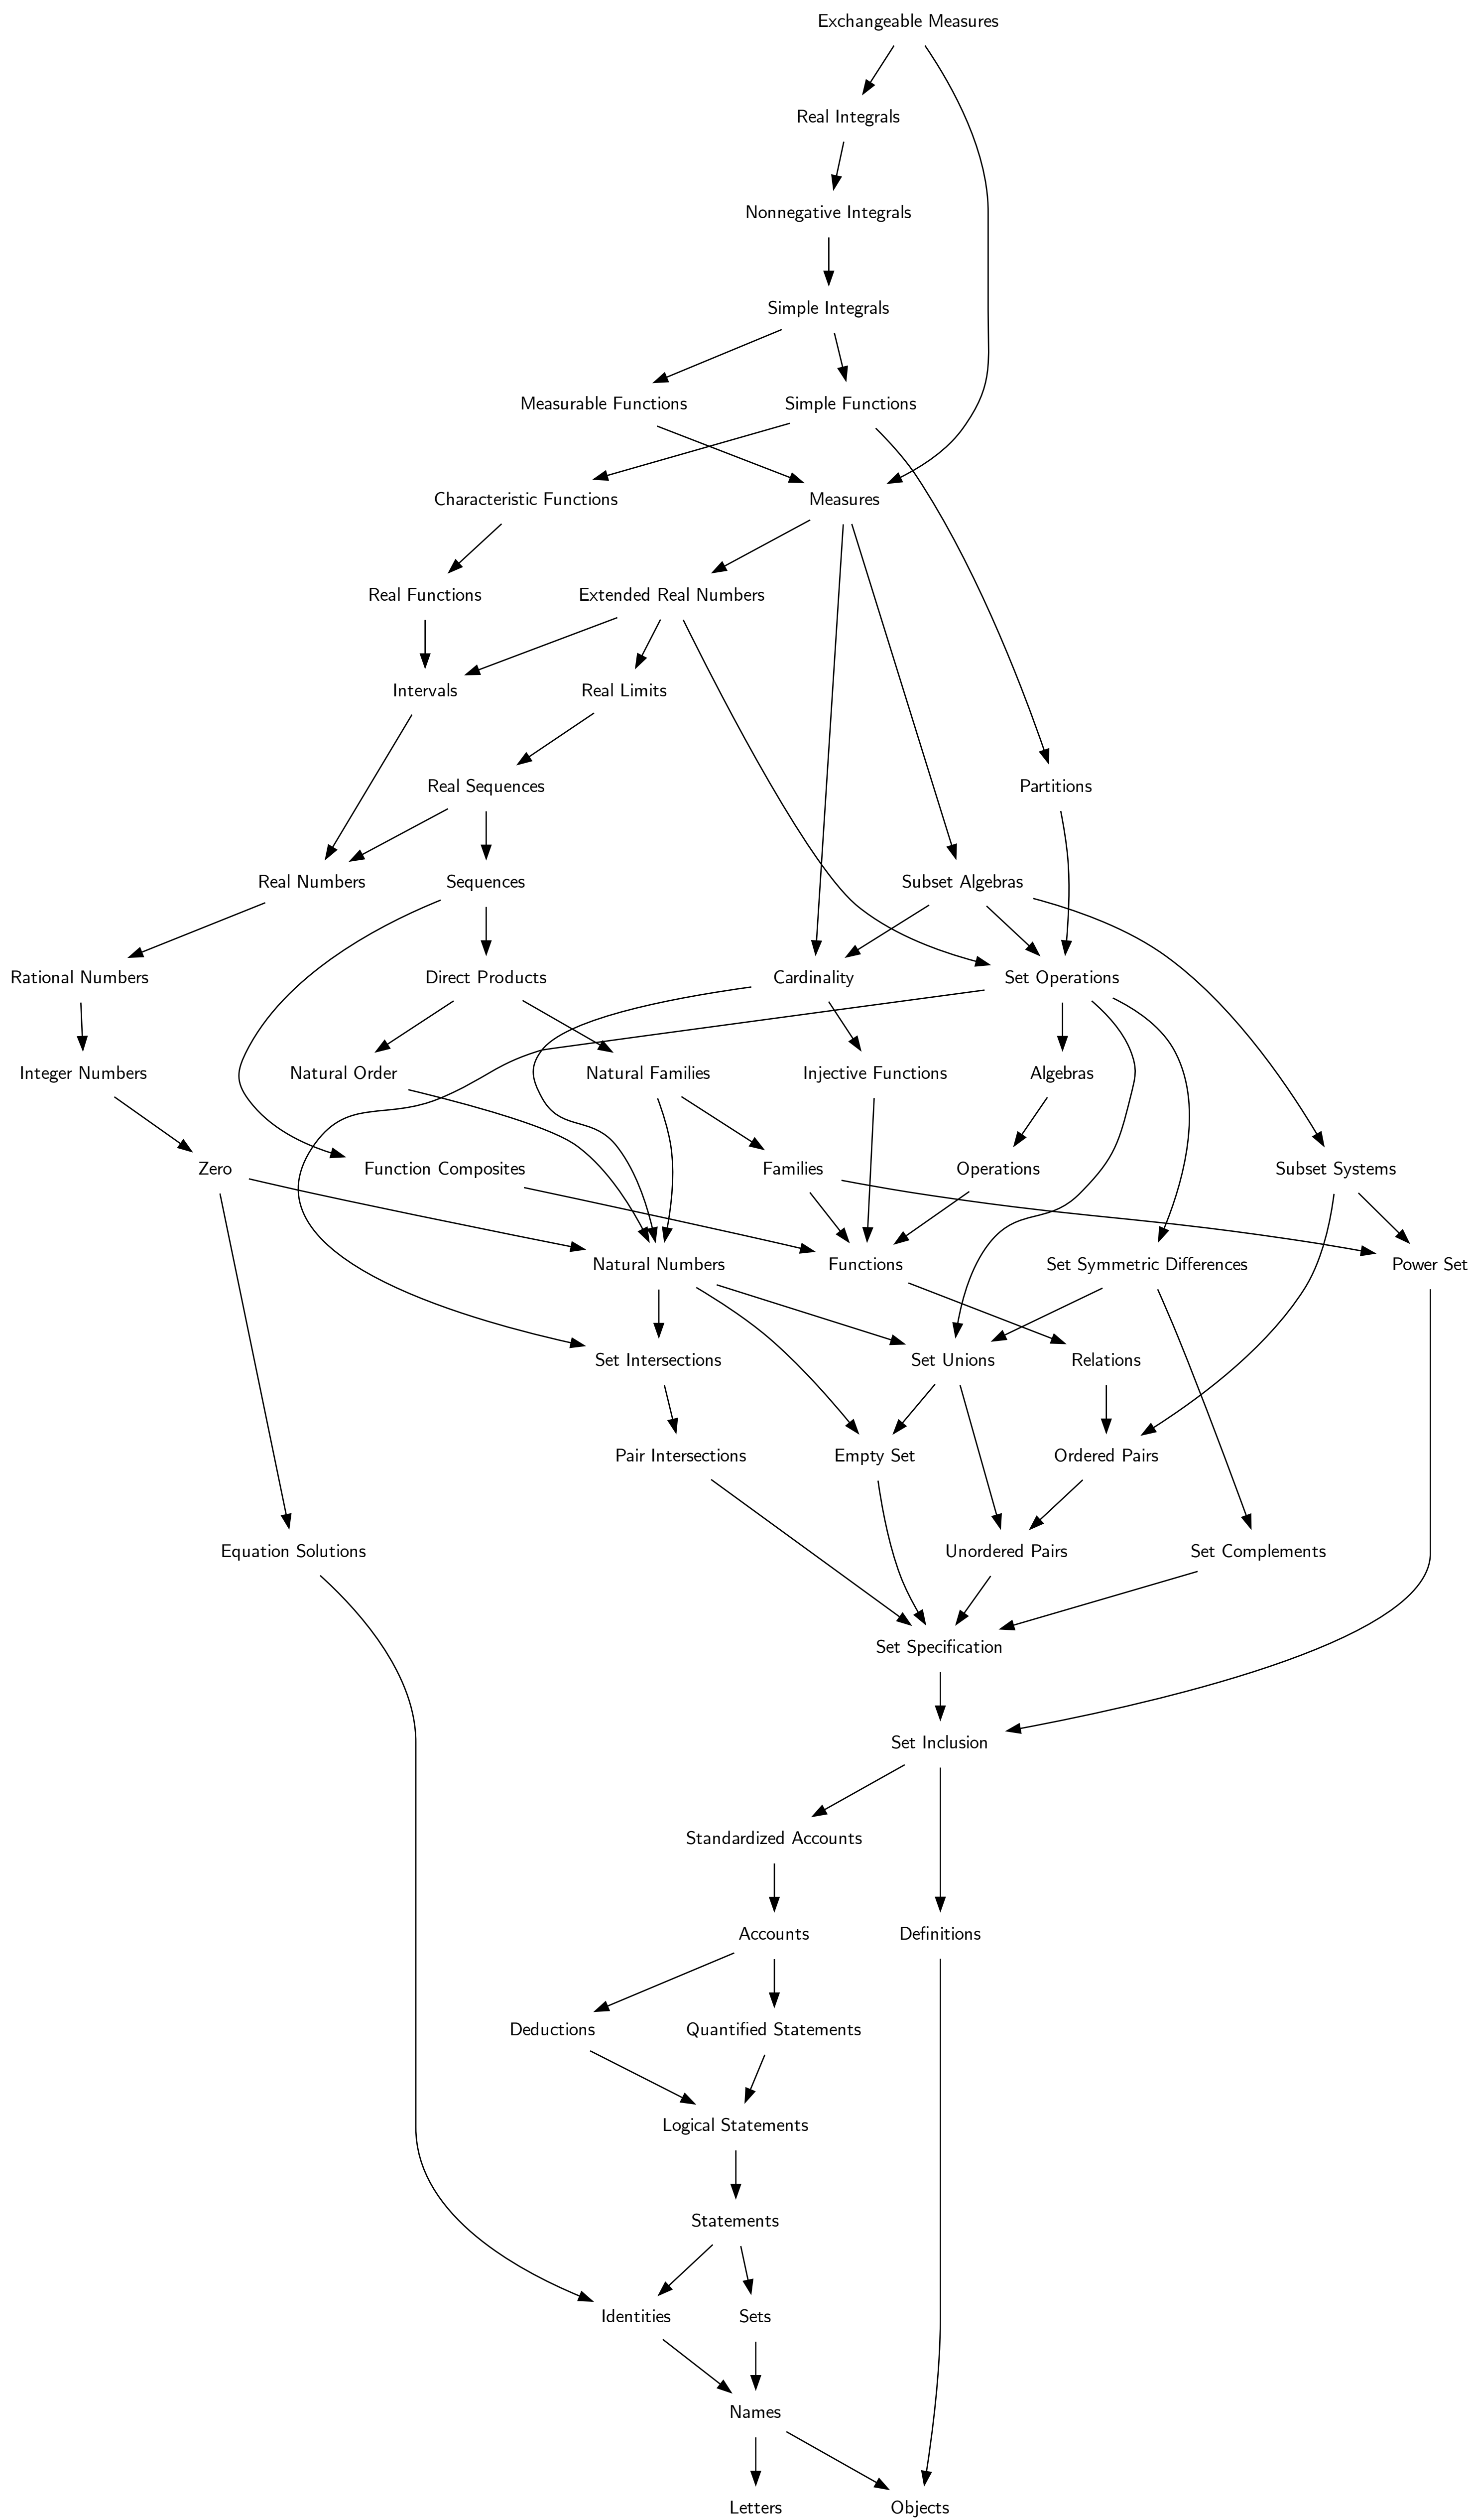 Exchangeable Measures
Real Integrals
Nonnegative Integrals
Simple Integrals
Measurable Functions
Simple Functions
Characteristic Functions
Measures
Real Functions
Extended Real Numbers
Intervals
Real Limits
Real Sequences
Partitions
Real Numbers
Sequences
Subset Algebras
Rational Numbers
Direct Products
Cardinality
Set Operations
Integer Numbers
Natural Order
Natural Families
Injective Functions
Algebras
Zero
Function Composites
Families
Operations
Subset Systems
Natural Numbers
Functions
Set Symmetric Differences
Power Set
Set Intersections
Set Unions
Relations
Pair Intersections
Empty Set
Ordered Pairs
Equation Solutions
Unordered Pairs
Set Complements
Set Specification
Set Inclusion
Standardized Accounts
Accounts
Definitions
Deductions
Quantified Statements
Logical Statements
Statements
Identities
Sets
Names
Letters
Objects